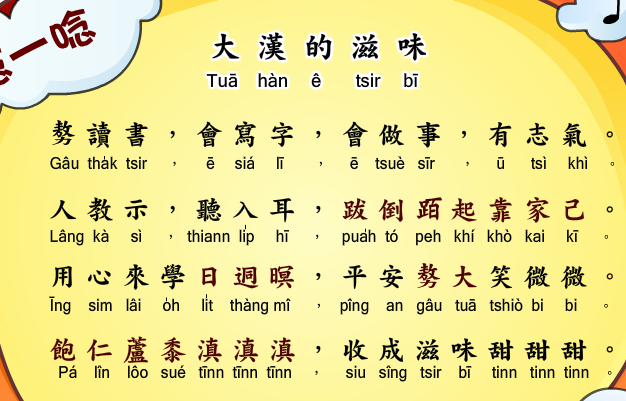 一唸
大漢的滋味
Tuā hàn ê tsir bī
勢讀書，會寫字，會做事，有志氣。
Gâu tha̍k tsir ， ē siá lī ， ē tsuè sīr ， ū tsì khì 。
人教示，聽入耳，跋倒跖起靠家己。
Lâng kà sì ， thiann li̍p hī ， pua̍h tó peh khí khò kai kī 。
用心來學日迵暝，平安勢大笑微微。
Īng sim lâi o̍h li̍t thàng mî ， pîng an gâu tuā tshiò bi bi 。
飽仁蘆黍滇滇滇，收成滋味甜甜甜。
Pá lîn lôo sué tīnn tīnn tīnn ， siu sîng tsir bī tinn tinn tinn 。